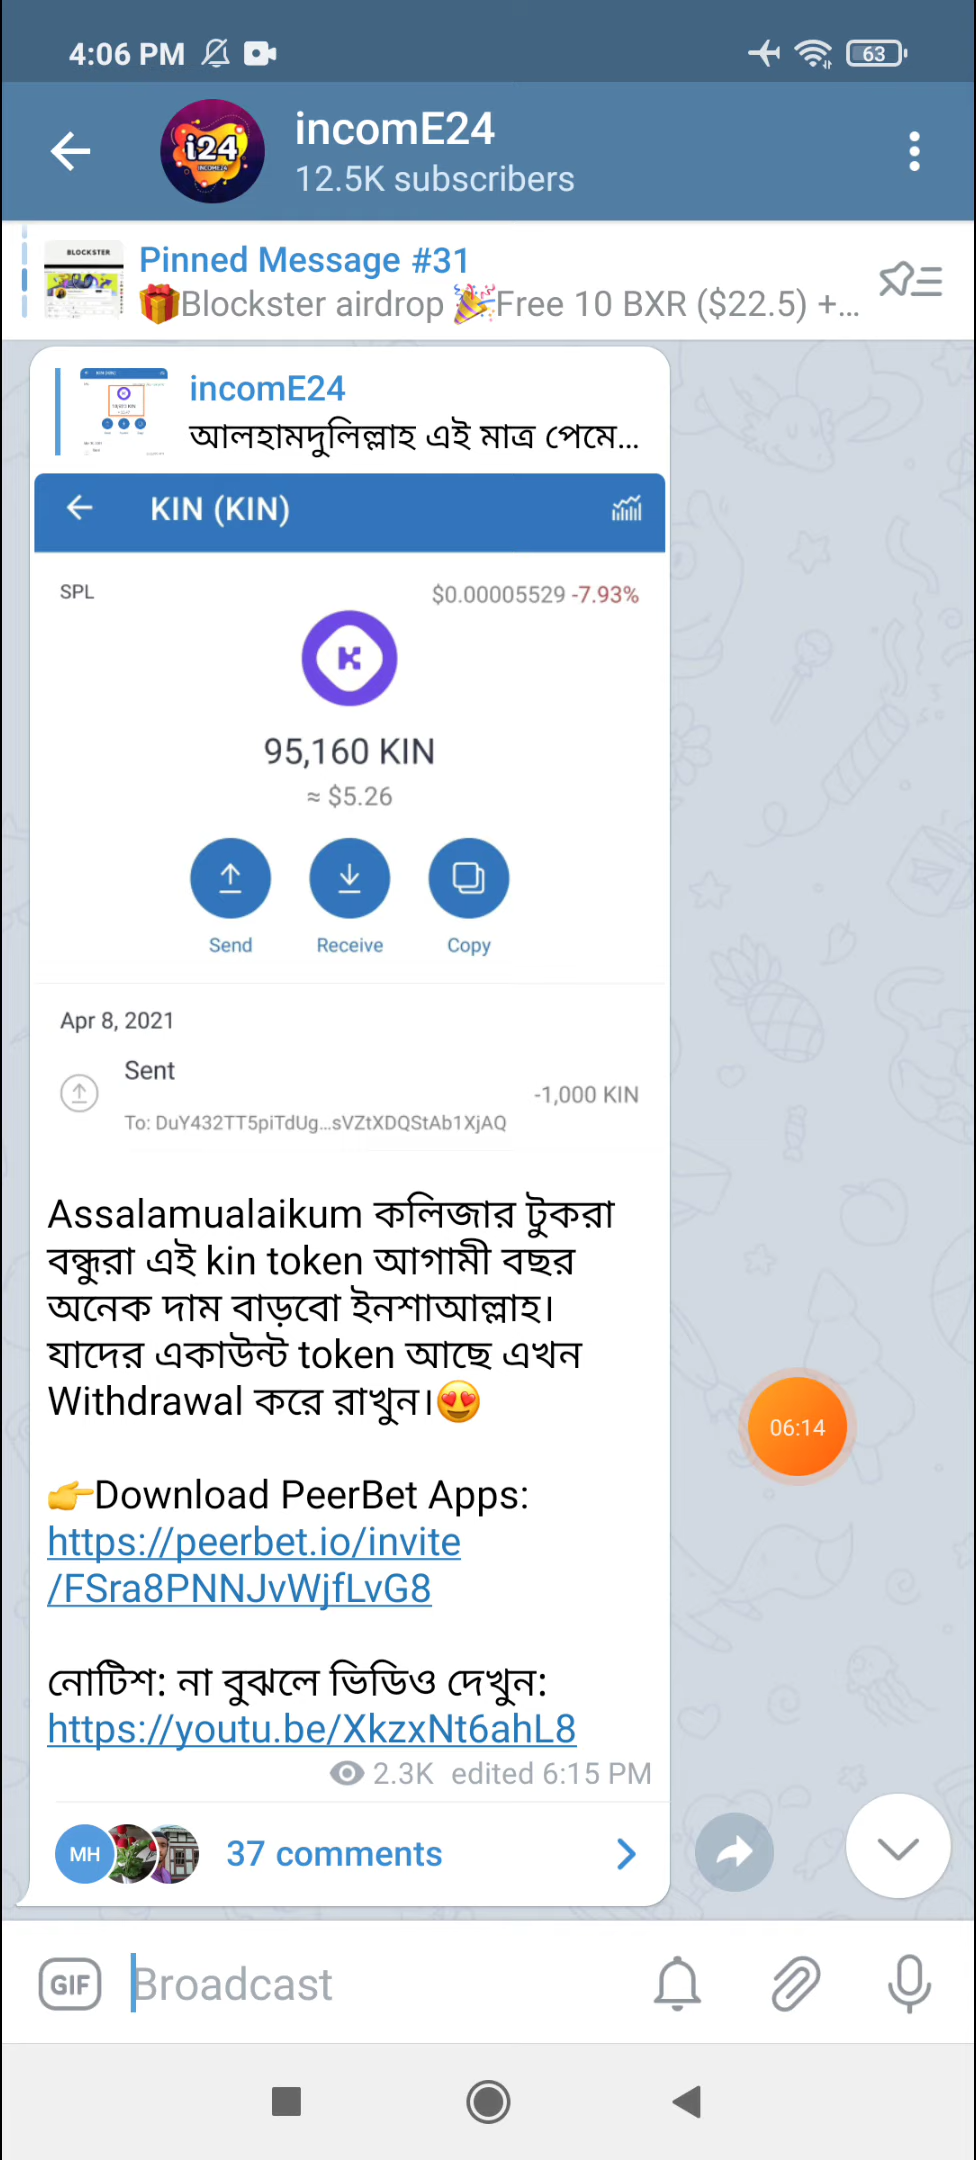 4:06 PM
63
i24
INCOME24
incomE24
12.5K subscribers
BLOCKSTER
Pinned Message #31
🎁Blockster airdrop 🎉Free 10 BXR ($22.5) +...
incomE24
আলহামদুলিল্লাহ এই মাত্র পেমে...
KIN (KIN)
SPL
$0.00005529 -7.93%
95,160 KIN
≈ $5.26
Send
Receive
Copy
Apr 8, 2021
Sent
-1,000 KIN
To: DuY432TT5piTdUg...sVZtXDQStAb1XjAQ
Assalamualaikum কলিজার টুকরা
বন্ধুরা এই kin token আগামী বছর
অনেক দাম বাড়বো ইনশাআল্লাহ।
যাদের একাউন্ট token আছে এখন
Withdrawal করে রাখুন।😍
06:14
👉Download PeerBet Apps:
https://peerbet.io/invite
/FSra8PNNJvWjfLvG8
নোটিশ: না বুঝলে ভিডিও দেখুন:
https://youtu.be/XkzxNt6ahL8
2.3K edited 6:15 PM
MH
37 comments
GIF
Broadcast